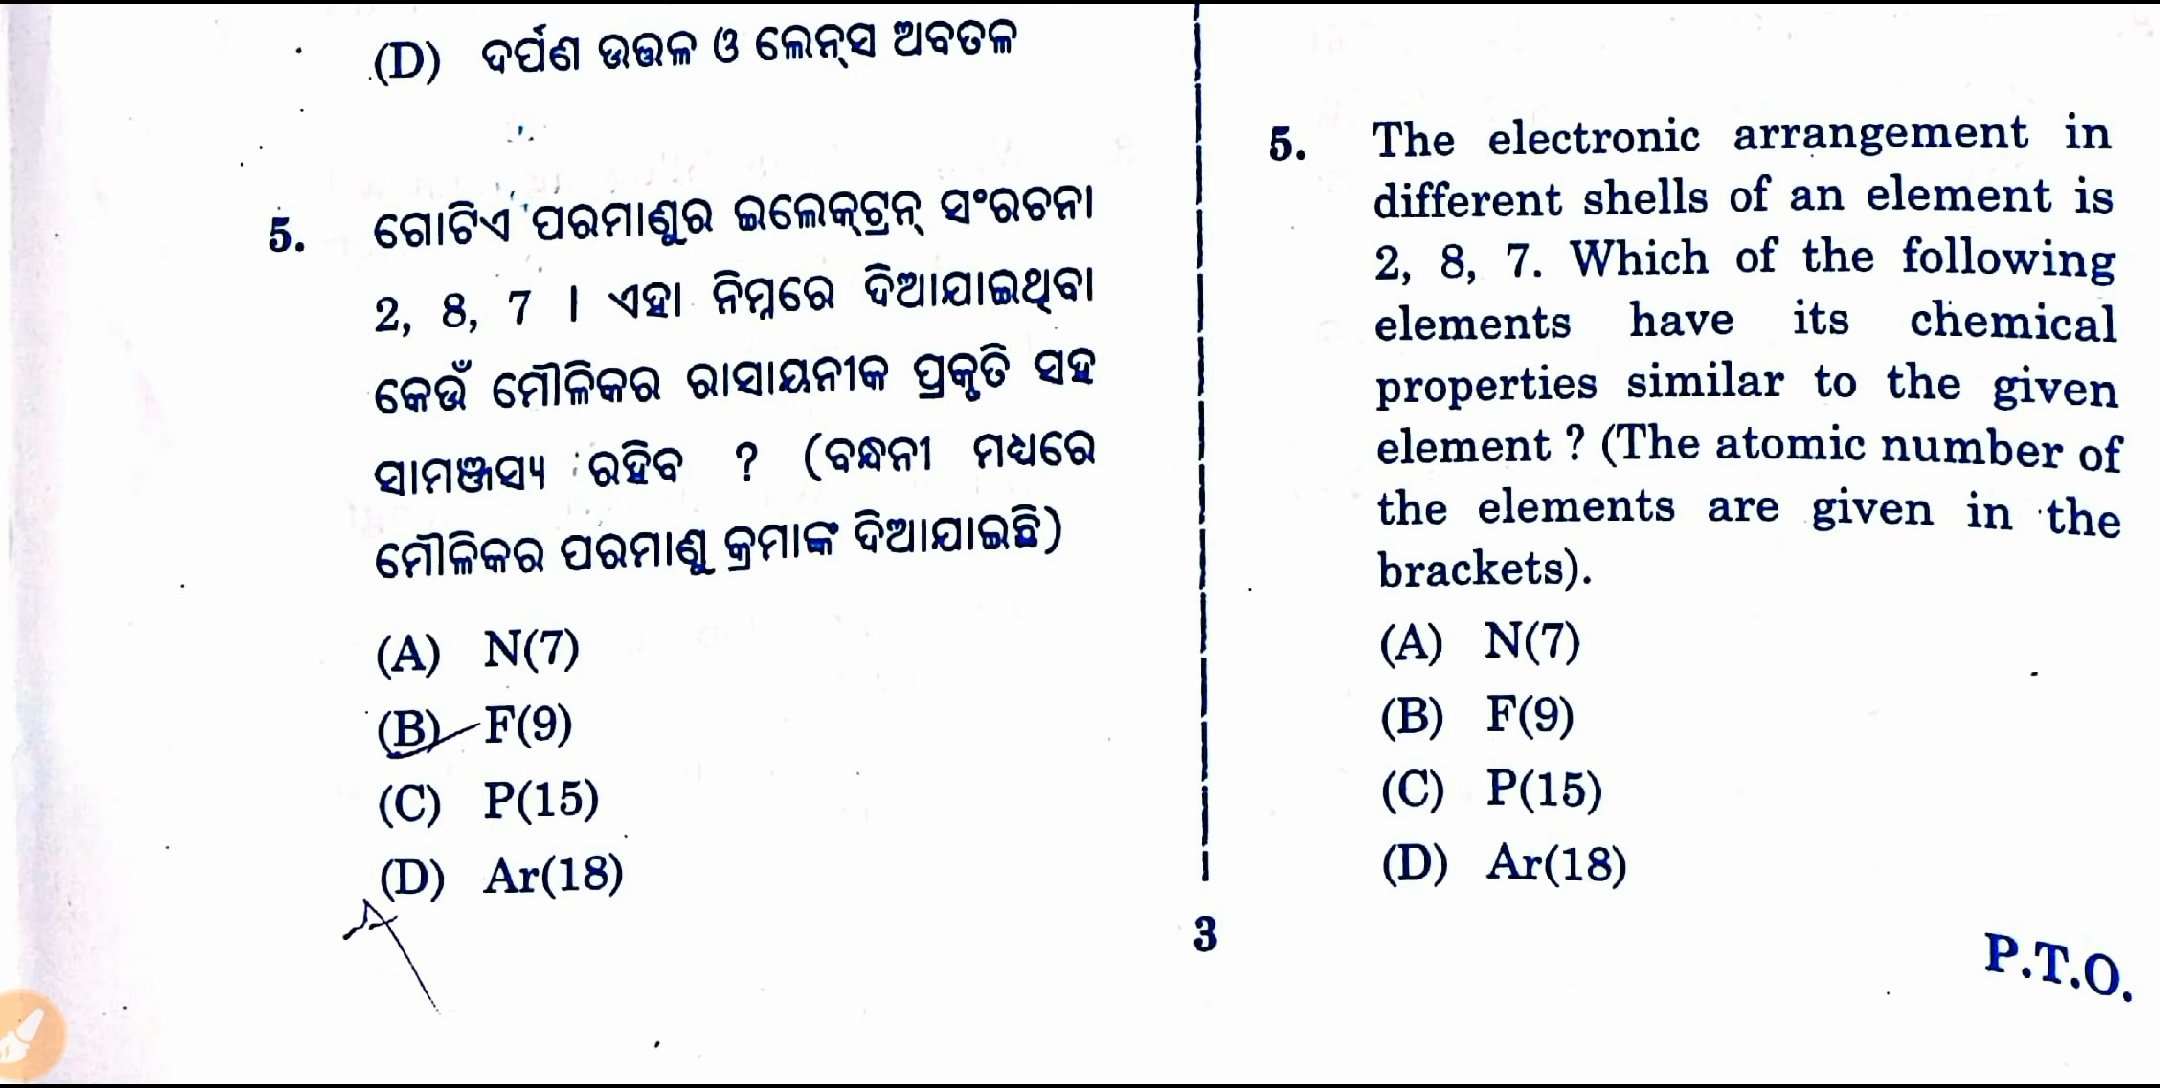 (D) ଦର୍ପଣ ଉତ୍ତଳ ଓ ଲେନ୍ସ ଅବତଳ
5. ଗୋଟିଏ ପରମାଣୁର ଇଲେକ୍ଟ୍ରନ୍ ସଂରଚନା
2, 8, 7 । ଏହା ନିମ୍ନରେ ଦିଆଯାଇଥିବା
କେଉଁ ମୌଳିକର ରାସାୟନୀକ ପ୍ରକୃତି ସହ
ସାମଞ୍ଜସ୍ୟ ରହିବ ? (ବନ୍ଧନୀ ମଧ୍ୟରେ
ମୌଳିକର ପରମାଣୁ କ୍ରମାଙ୍କ ଦିଆଯାଇଛି)
(A) N(7)
(B) F(9)
(C) P(15)
(D) Ar(18)
5. The electronic arrangement in
different shells of an element is
2, 8, 7. Which of the following
elements have its chemical
properties similar to the given
element ? (The atomic number of
the elements are given in the
brackets).
(A) N(7)
(B) F(9)
(C) P(15)
(D) Ar(18)
3
P.T.O.